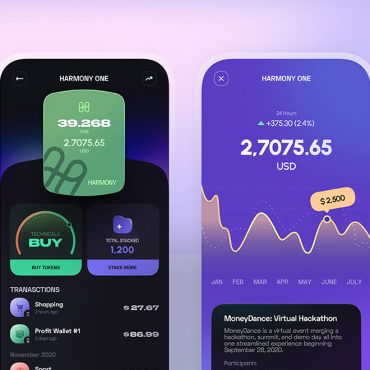 HARMONY ONE
39.268
ONE
2,7075.65
USD
HARMONY
TECHNICALS
BUY
BUY TOKENS
TOTAL STACKED
1,200
STAKE MORE
TRANSACTIONS
Shopping
2 hours ago
$27.67
Profit Wallet #1
1 days ago
$86.99
November 2020
Sport
HARMONY ONE
24 Hours
+375.30 (2.4%)
2,7075.65
USD
$2,500
JAN FEB MAR APR MAY JUNE JULY
MoneyDance: Virtual Hackathon
MoneyDance is a virtual event merging a
hackathon, summit, and demo day all into
one streamlined experience beginning
September 28, 2020.
Participants